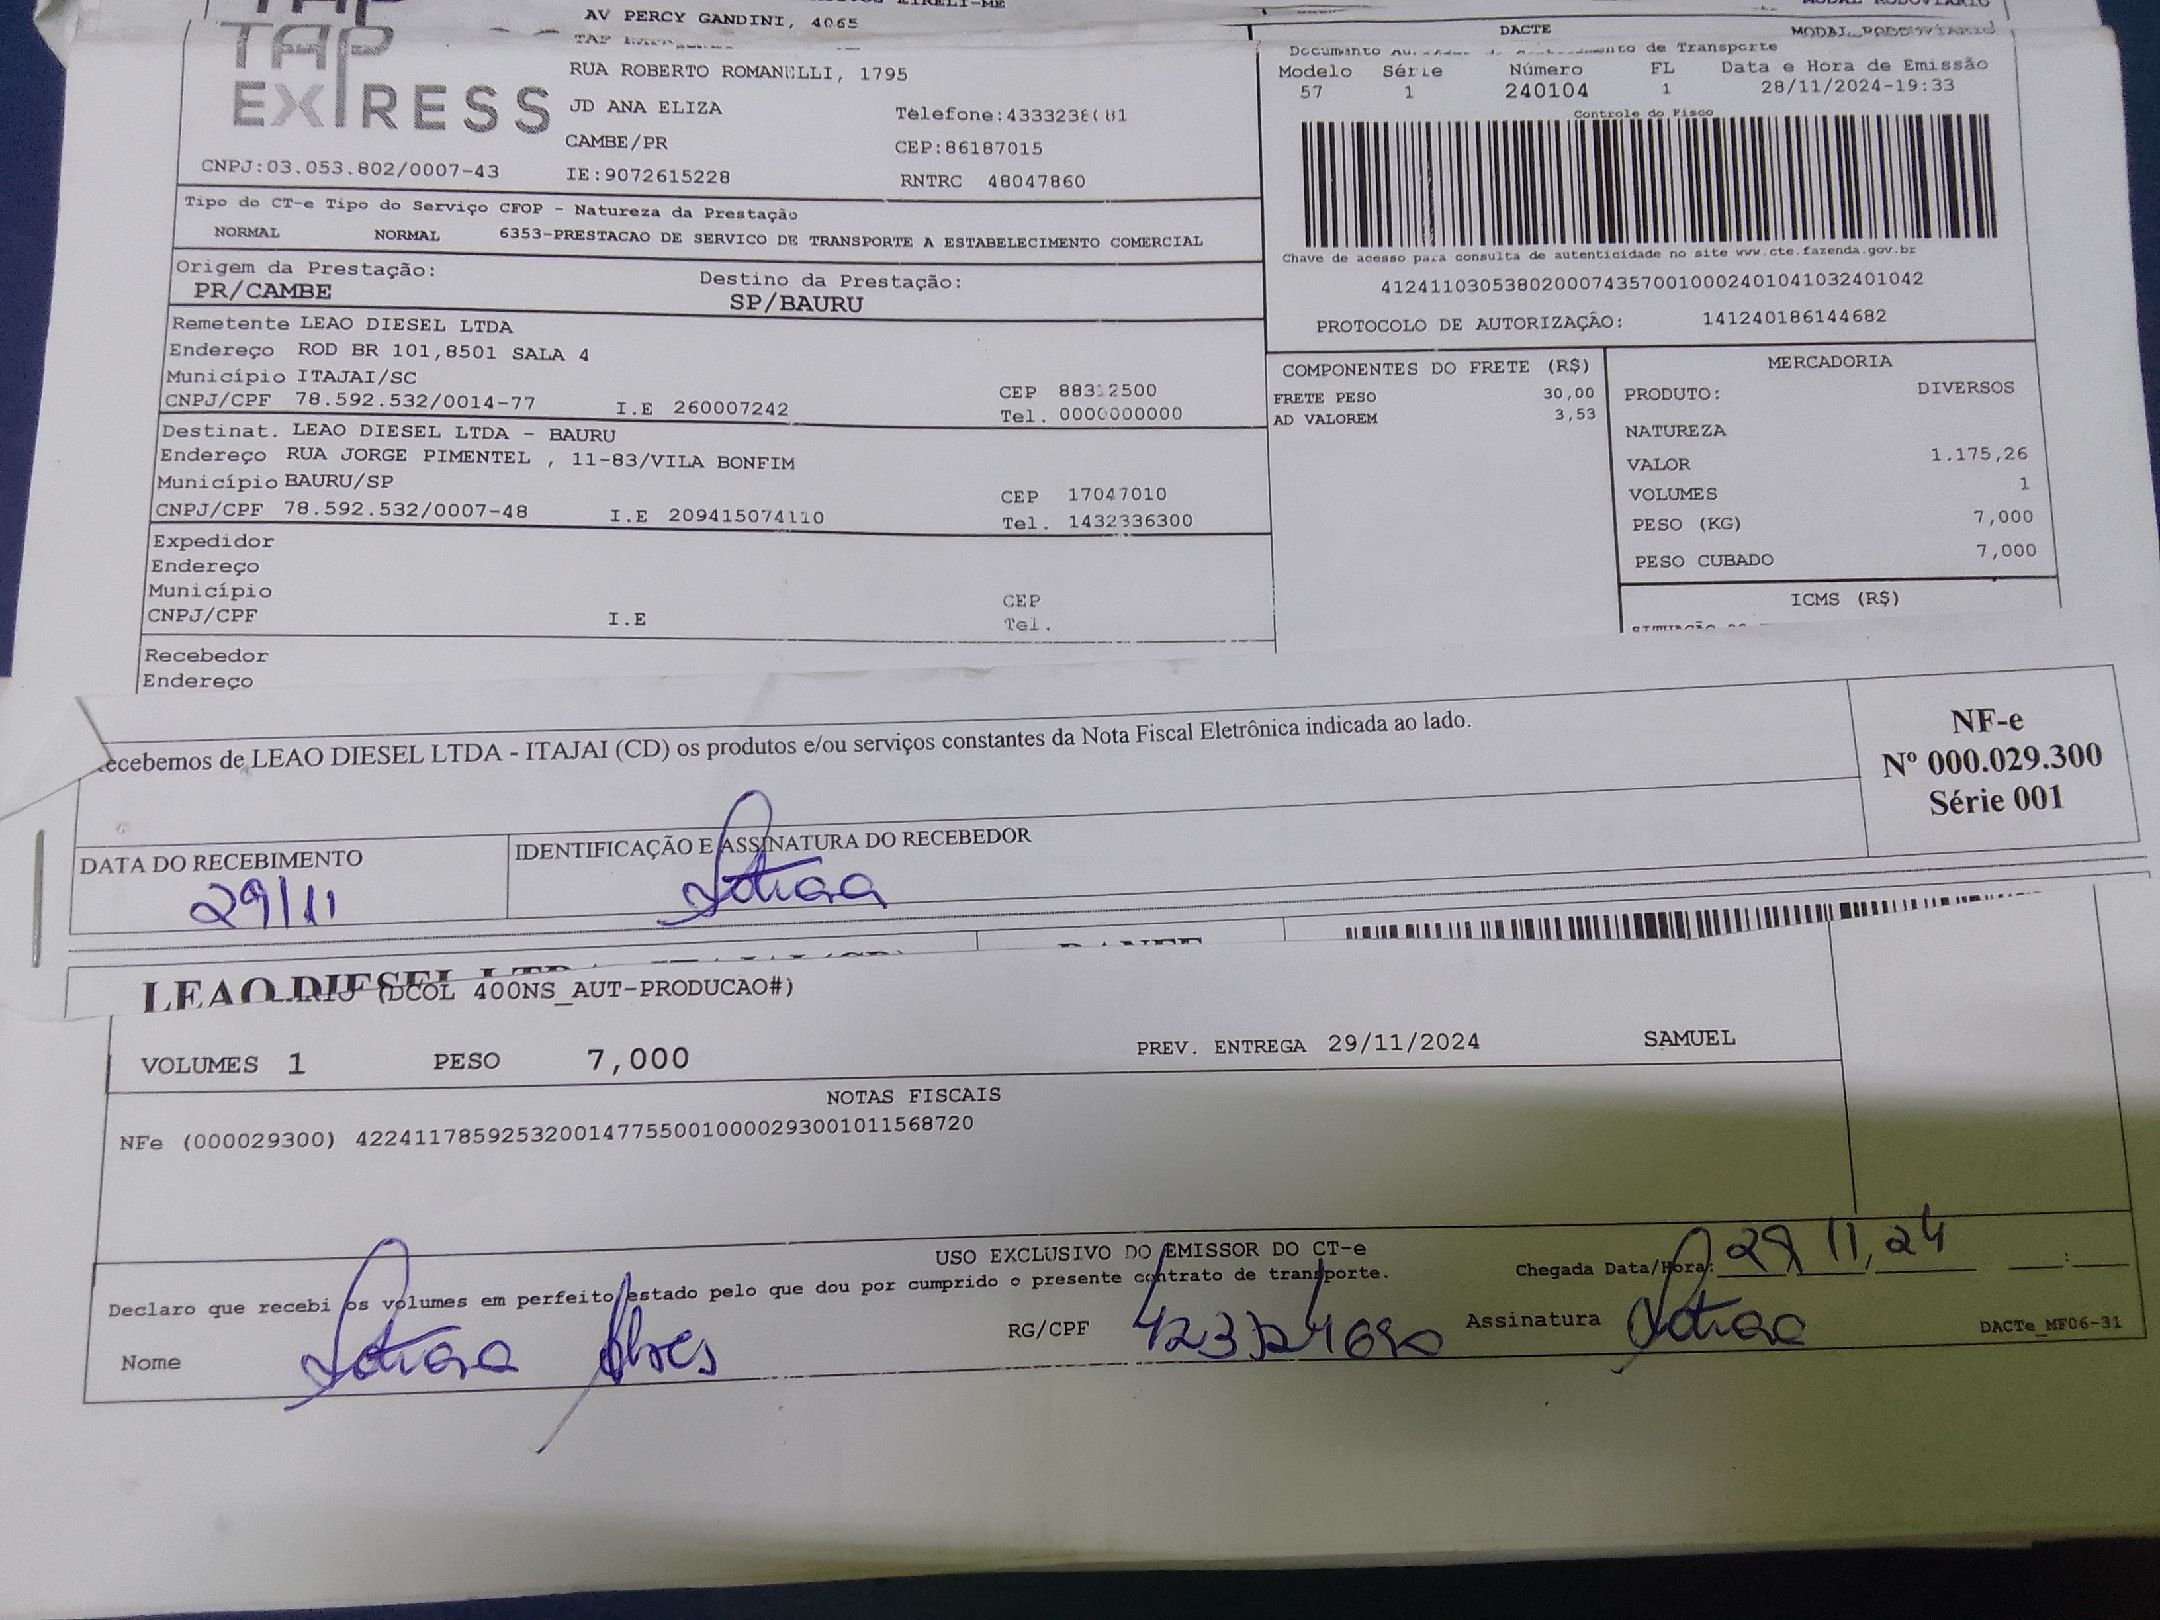 AV PERCY GANDINI, 4065
TAP
EXPRESS
RUA ROBERTO ROMANELLI, 1795
JD ANA ELIZA
CAMBE/PR
CEP:86187015
CNPJ:03.053.802/0007-43
IE:9072615228
RNTRC 48047860
DACTE
MODAL RODOVIARIO
de Transporte
Modelo Série Número FL Data e Hora de Emissão
57 1 240104 1 28/11/2024-19:33
Controle do Fisco
Chave de acesso para consulta de autenticidade no site www.cte.fazenda.gov.br
41241103053802000743570010002401041032401042
PROTOCOLO DE AUTORIZAÇÃO: 141240186144682
Tipo do CT-e Tipo do Serviço CFOP - Natureza da Prestação
NORMAL NORMAL 6353-PRESTACAO DE SERVICO DE TRANSPORTE A ESTABELECIMENTO COMERCIAL
Origem da Prestação: Destino da Prestação:
PR/CAMBE SP/BAURU
Remetente LEAO DIESEL LTDA
Endereço ROD BR 101,8501 SALA 4
Município ITAJAI/SC CEP 88312500
CNPJ/CPF 78.592.532/0014-77 I.E 260007242 Tel. 0000000000
Destinat. LEAO DIESEL LTDA - BAURU
Endereço RUA JORGE PIMENTEL , 11-83/VILA BONFIM
Município BAURU/SP CEP 17047010
CNPJ/CPF 78.592.532/0007-48 I.E 209415074110 Tel. 1432336300
Expedidor
Endereço
Município CEP
CNPJ/CPF I.E Tel.
Recebedor
Endereço
COMPONENTES DO FRETE (R$)
FRETE PESO 30,00
AD VALOREM 3,53
MERCADORIA
PRODUTO: DIVERSOS
NATUREZA
VALOR 1.175,26
VOLUMES 1
PESO (KG) 7,000
PESO CUBADO 7,000
ICMS (R$)
ecebemos de LEAO DIESEL LTDA - ITAJAI (CD) os produtos e/ou serviços constantes da Nota Fiscal Eletrônica indicada ao lado.
NF-e
Nº 000.029.300
Série 001
DATA DO RECEBIMENTO
29/11
IDENTIFICAÇÃO E ASSINATURA DO RECEBEDOR
LEAO DIESEL LTDA
(DCOL 400NS_AUT-PRODUCAO#)
VOLUMES 1 PESO 7,000 PREV. ENTREGA 29/11/2024 SAMUEL
NOTAS FISCAIS
NFe (000029300) 42241178592532001477550010000293001011568720
USO EXCLUSIVO DO EMISSOR DO CT-e
Declaro que recebi os volumes em perfeito estado pelo que dou por cumprido o presente contrato de transporte.
Chegada Data/Hora: 29 11, 24 :
Nome Alves
RG/CPF
Assinatura
DACTe_MF06-31